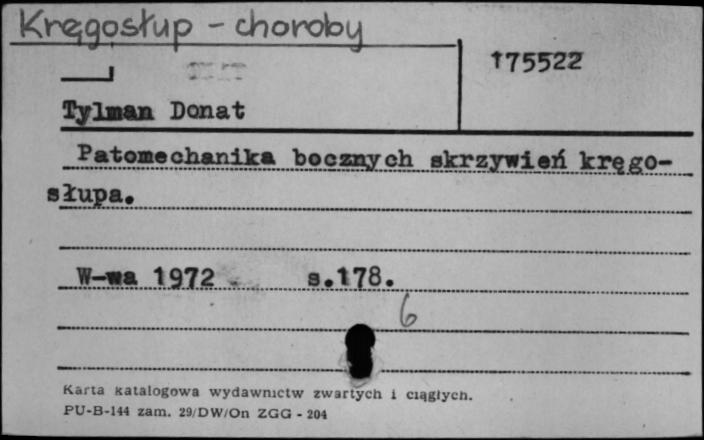 Kręgosłup - choroby
175522
Tylman Donat
Patomechanika bocznych skrzywień kręgo-
słupa.
W-wa 1972 s.178.
6
Karta katalogowa wydawnictw zwartych i ciągłych.
PU-B-144 zam. 29/DW/On ZGG - 204